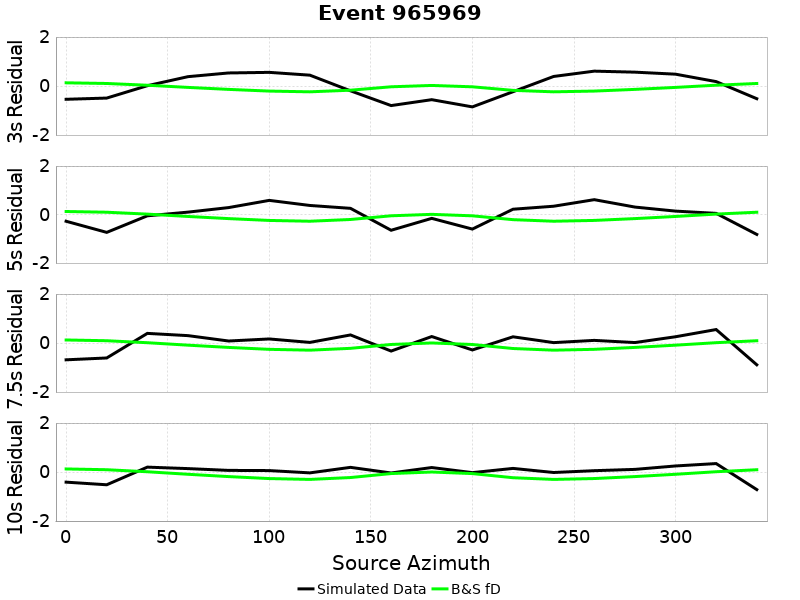 Event 965969
3s Residual
2
0
-2
5s Residual
2
0
-2
7.5s Residual
2
0
-2
10s Residual
2
0
-2
0 50 100 150 200 250 300
Source Azimuth
Simulated Data B&S fD